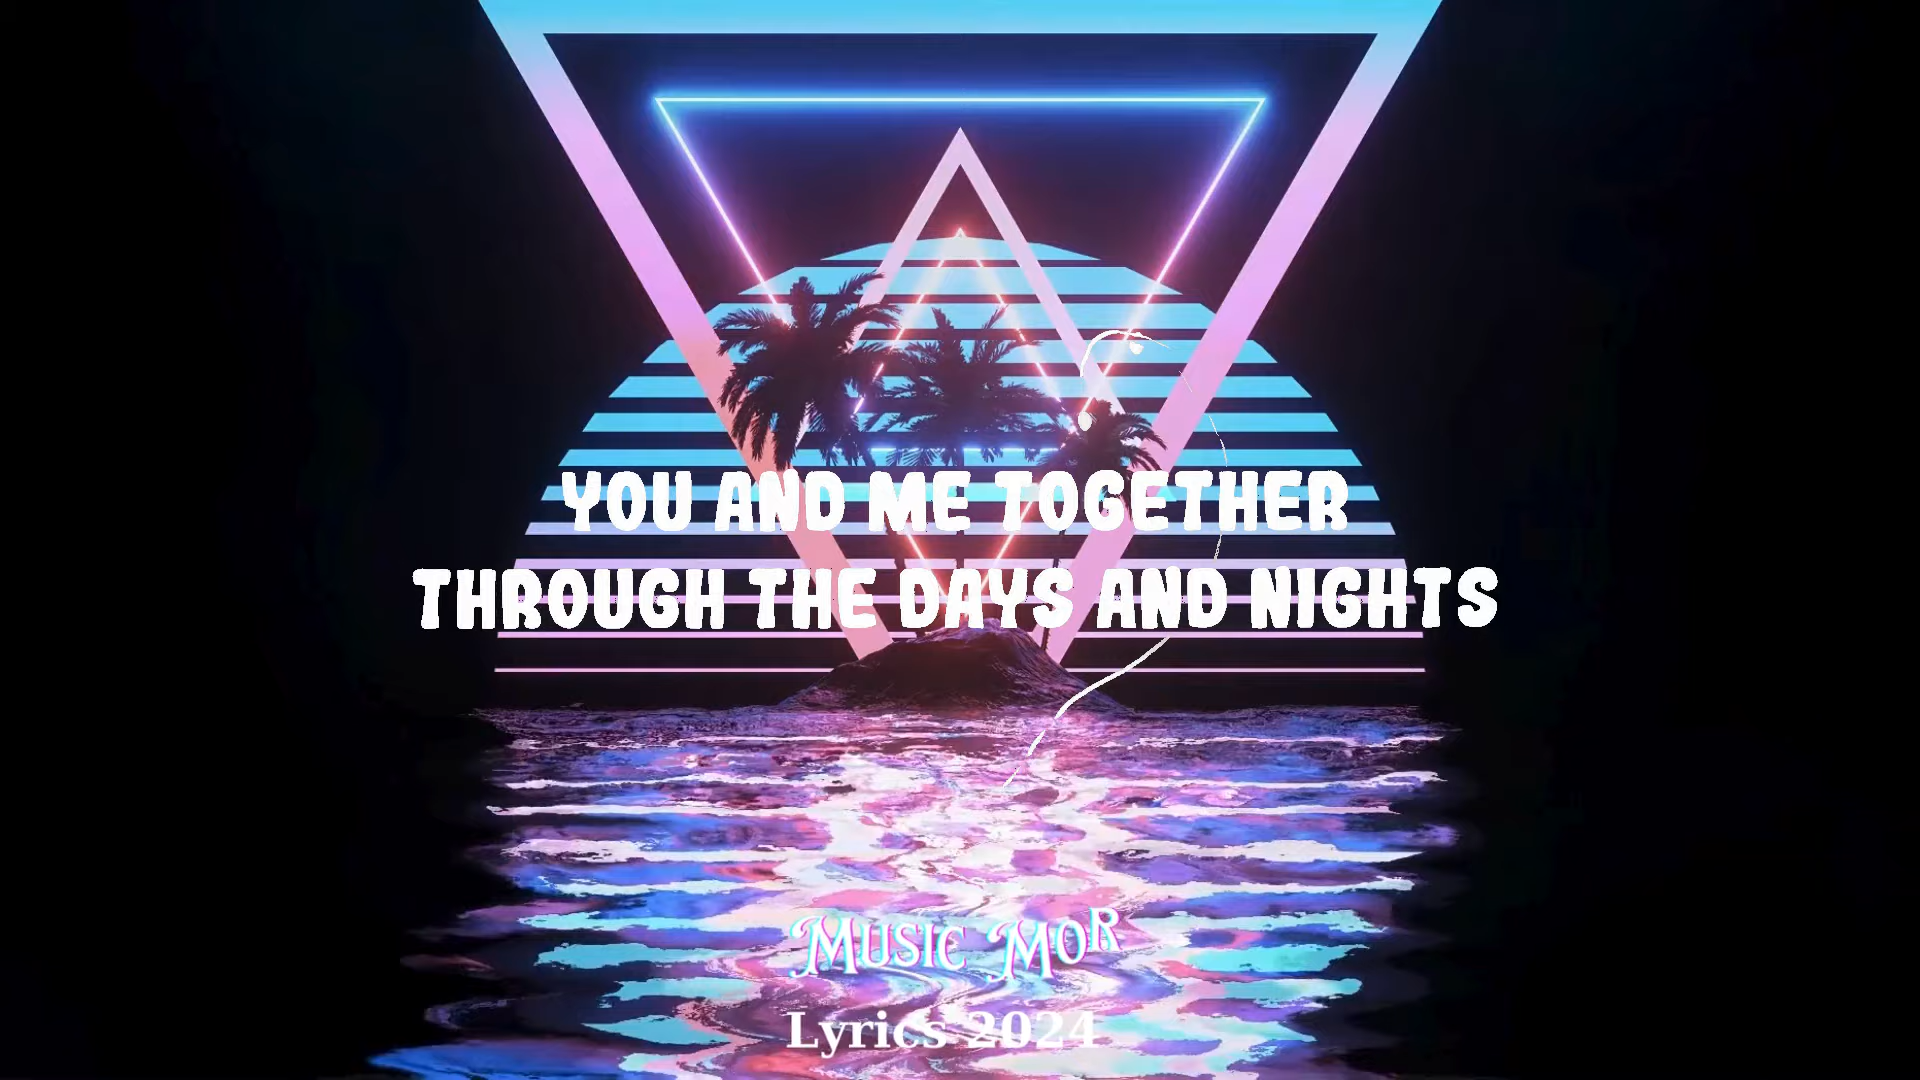 YOU AND ME TOGETHER
THROUGH THE DAYS AND NIGHTS
MUSIC MOR
Lyrics 2024